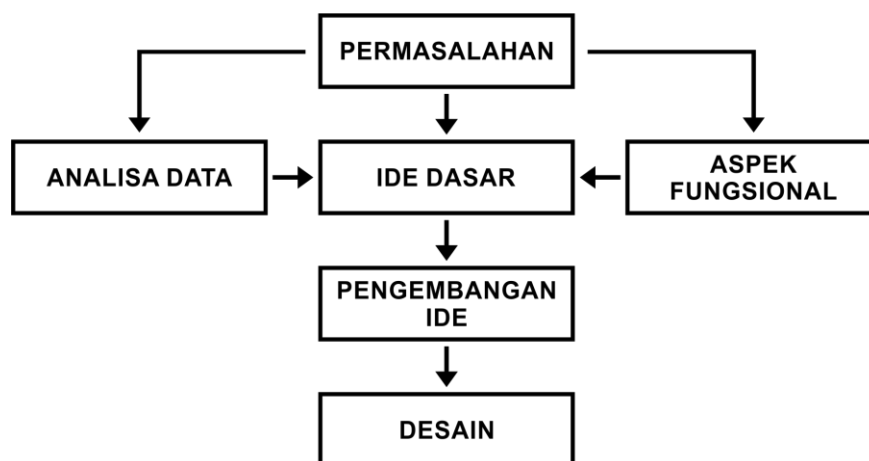 PERMASALAHAN
ANALISA DATA
IDE DASAR
ASPEK
FUNGSIONAL
PENGEMBANGAN
IDE
DESAIN